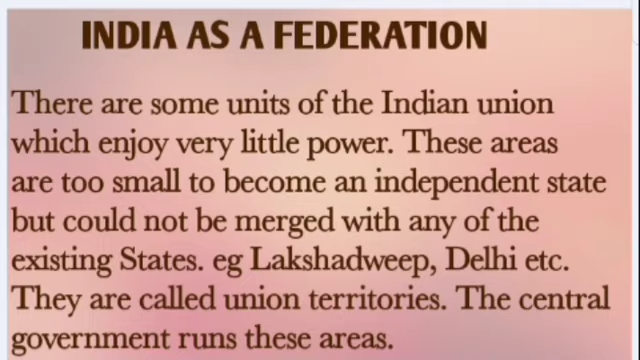 INDIA AS A FEDERATION
There are some units of the Indian union
which enjoy very little power. These areas
are too small to become an independent state
but could not be merged with any of the
existing States. eg Lakshadweep, Delhi etc.
They are called union territories. The central
government runs these areas.